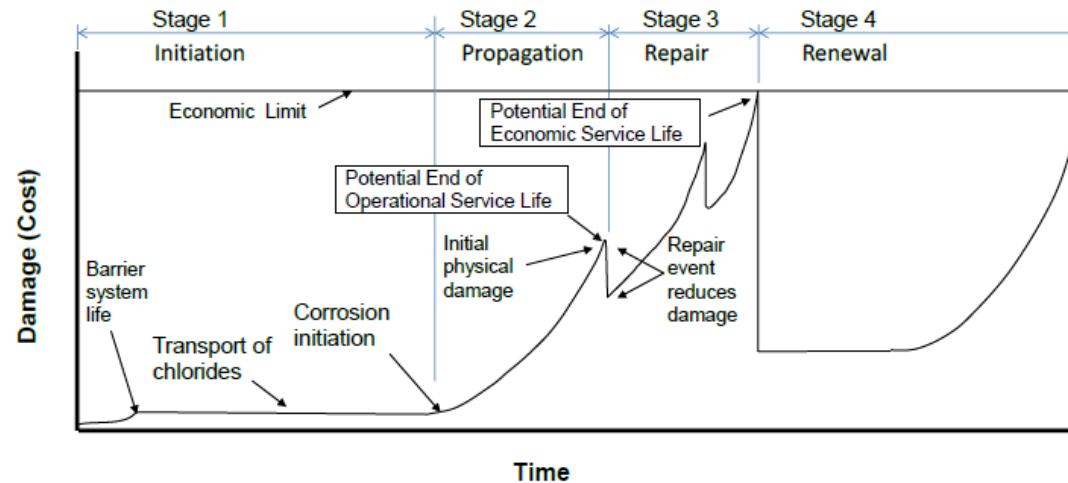 Stage 1
Stage 2
Stage 3
Stage 4
Initiation
Propagation
Repair
Renewal
Economic Limit
Potential End of
Economic Service Life
Potential End of
Operational Service Life
Initial
physical
damage
Repair
event
reduces
damage
Barrier
system
life
Transport of
chlorides
Corrosion
initiation
Damage (Cost)
Time